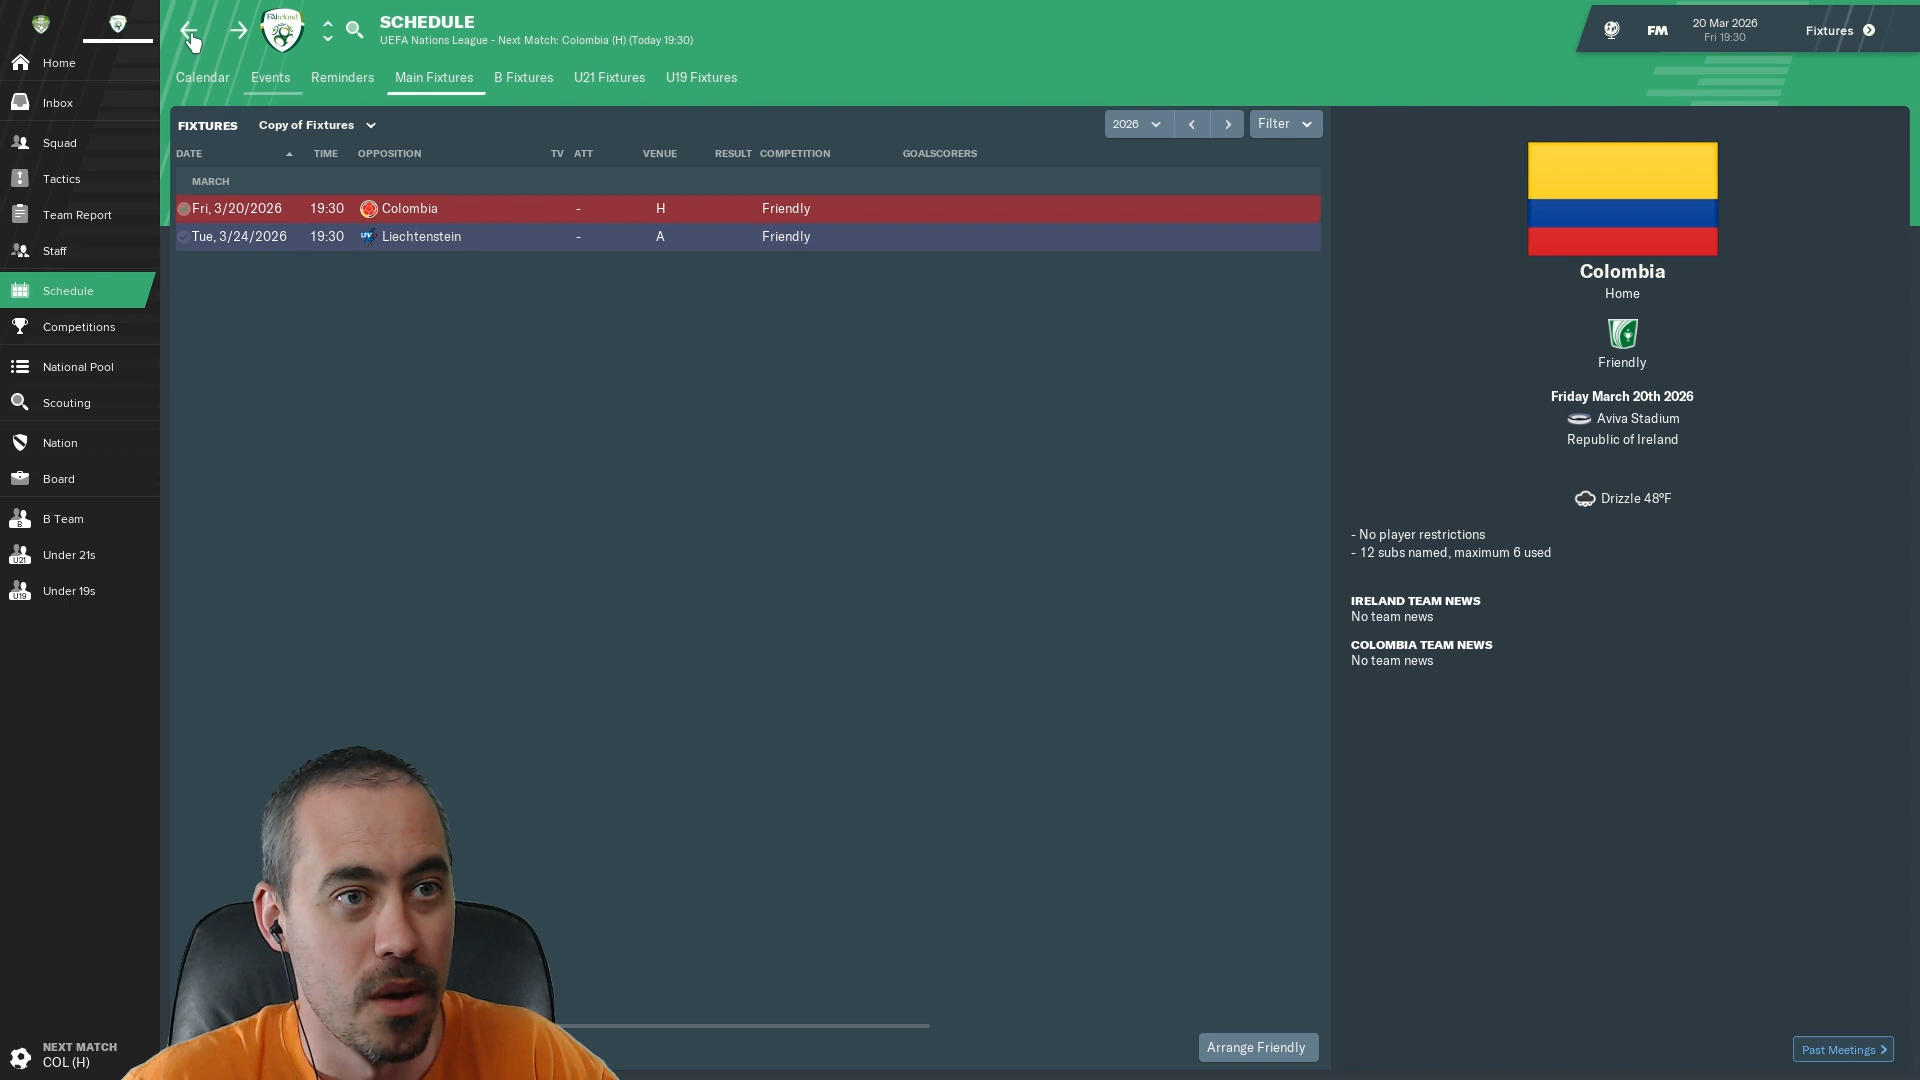 SCHEDULE
UEFA Nations League - Next Match: Colombia (H) (Today 19:30)
FM
20 Mar 2026
Fri 19:30
Fixtures
Calendar Events Reminders Main Fixtures B Fixtures U21 Fixtures U19 Fixtures
Home
Inbox
Squad
Tactics
Team Report
Staff
Schedule
Competitions
National Pool
Scouting
Nation
Board
B
B Team
U21
Under 21s
U19
Under 19s
NEXT MATCH
COL (H)
FIXTURES Copy of Fixtures 2026 Filter
DATE TIME OPPOSITION TV ATT VENUE RESULT COMPETITION GOALSCORERS
MARCH
Fri, 3/20/2026 19:30 Colombia - H Friendly
Tue, 3/24/2026 19:30 Liechtenstein - A Friendly
Arrange Friendly
Colombia
Home
Friendly
Friday March 20th 2026
Aviva Stadium
Republic of Ireland
Drizzle 48ºF
- No player restrictions
- 12 subs named, maximum 6 used
IRELAND TEAM NEWS
No team news
COLOMBIA TEAM NEWS
No team news
Past Meetings